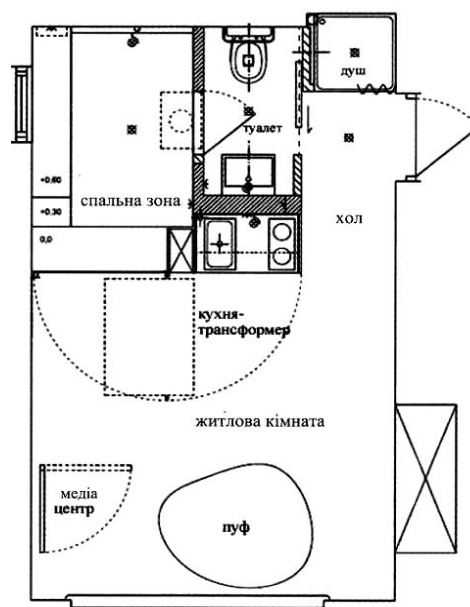 душ
туалет
+0.60
спальна зона
+0.30
хол
0,0
кухня-
трансформер
житлова кімната
медіа
центр
пуф